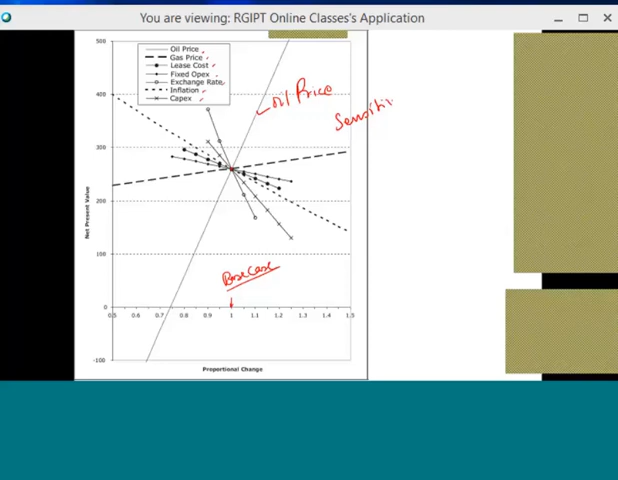 You are viewing: RGIPT Online Classes's Application
500
Oil Price
Gas Price
Lease Cost
Fixed Opex
Exchange Rate
Inflation
Capex
Oil Price
Sensiti
400
300
Net Present Value
200
100
Base Case
0
0.5 0.6 0.7 0.8 0.9 1 1.1 1.2 1.3 1.4 1.5
-100
Proportional Change